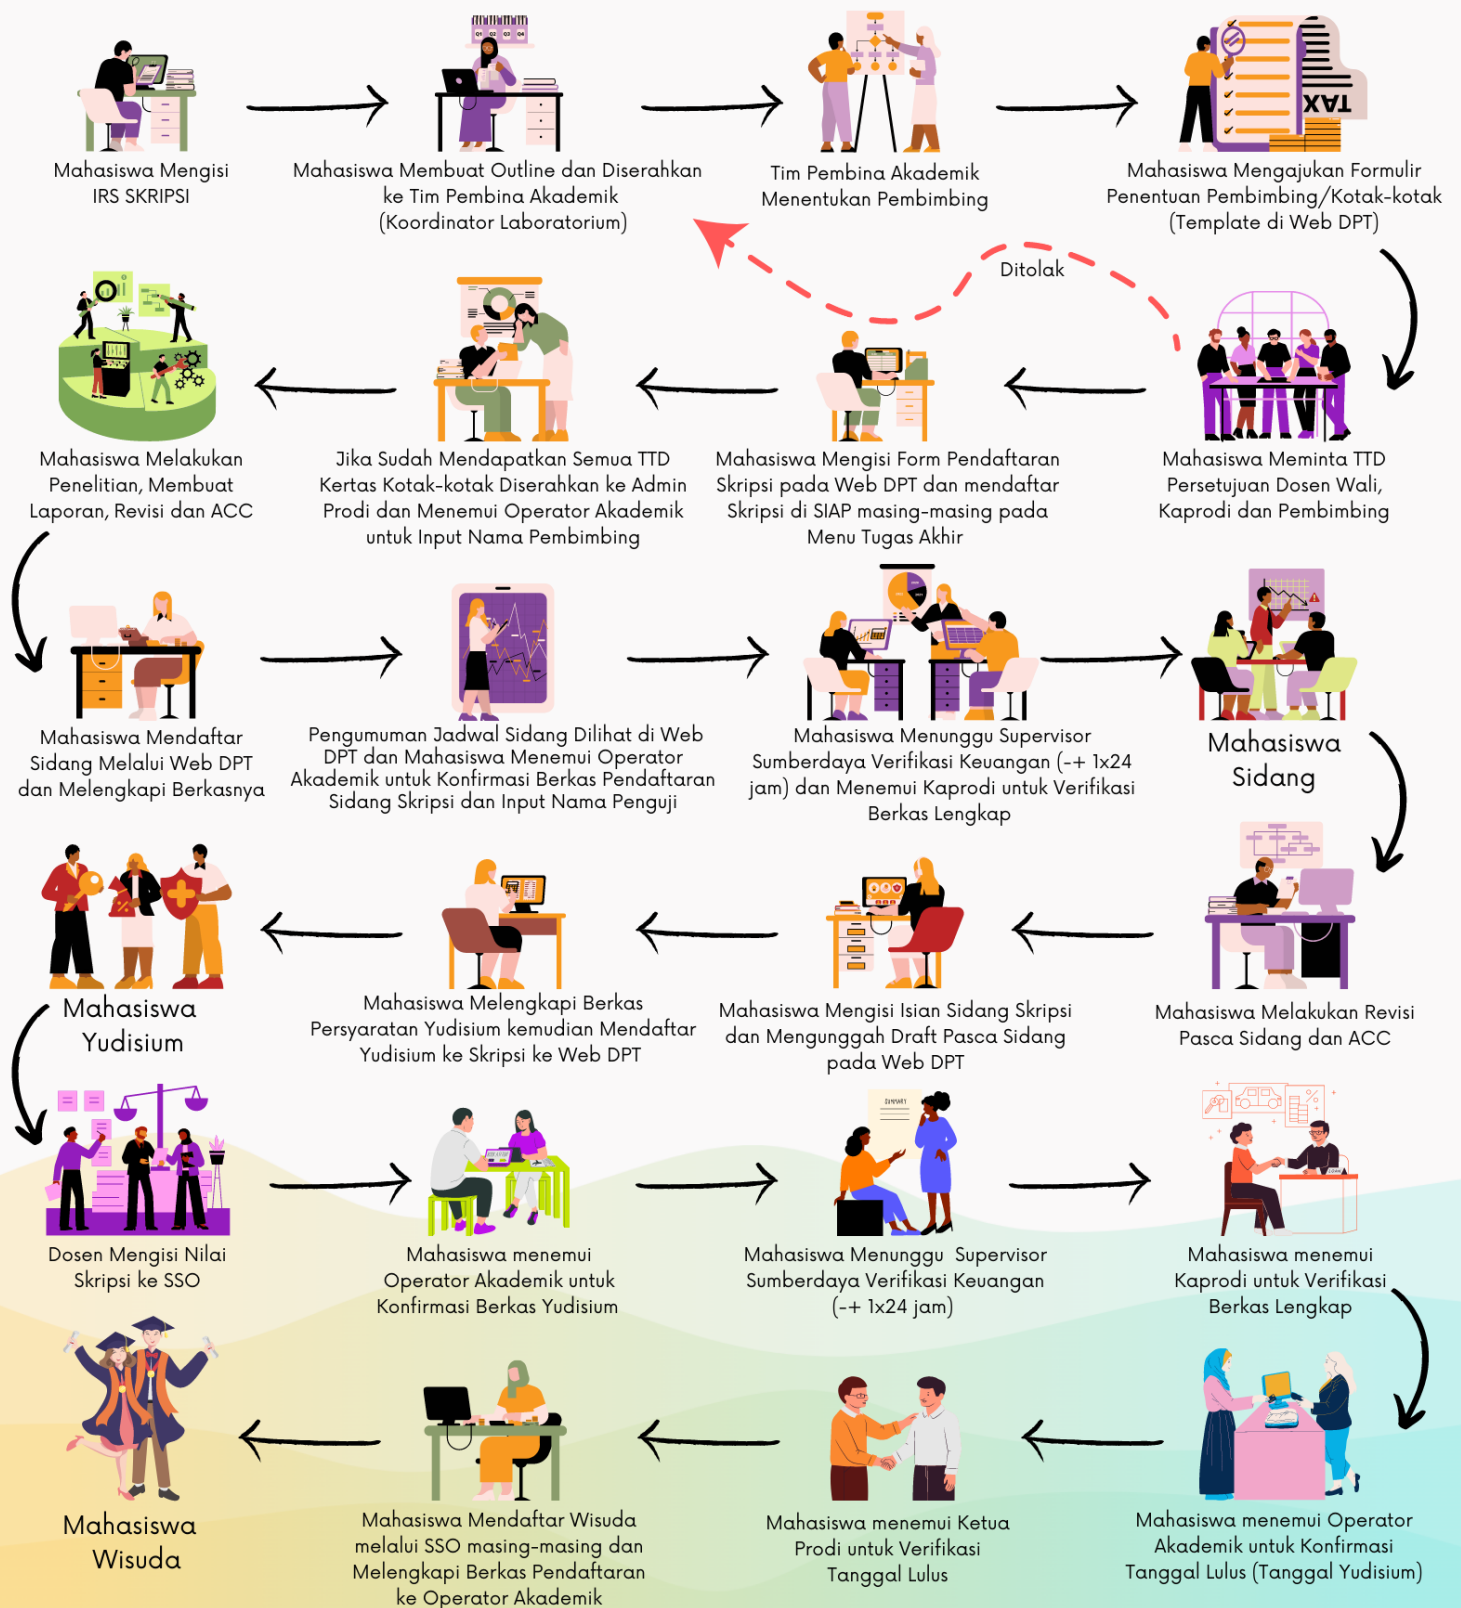 Q1 Q2 Q3 Q4
TAX
Mahasiswa Mengisi
IRS SKRIPSI
Mahasiswa Membuat Outline dan Diserahkan
ke Tim Pembina Akademik
(Koordinator Laboratorium)
Tim Pembina Akademik
Menentukan Pembimbing
Mahasiswa Mengajukan Formulir
Penentuan Pembimbing/Kotak-kotak
(Template di Web DPT)
Ditolak
Mahasiswa Meminta TTD
Persetujuan Dosen Wali,
Kaprodi dan Pembimbing
Mahasiswa Mengisi Form Pendaftaran
Skripsi pada Web DPT dan mendaftar
Skripsi di SIAP masing-masing pada
Menu Tugas Akhir
Jika Sudah Mendapatkan Semua TTD
Kertas Kotak-kotak Diserahkan ke Admin
Prodi dan Menemui Operator Akademik
untuk Input Nama Pembimbing
Mahasiswa Melakukan
Penelitian, Membuat
Laporan, Revisi dan ACC
Mahasiswa Mendaftar
Sidang Melalui Web DPT
dan Melengkapi Berkasnya
Pengumuman Jadwal Sidang Dilihat di Web
DPT dan Mahasiswa Menemui Operator
Akademik untuk Konfirmasi Berkas Pendaftaran
Sidang Skripsi dan Input Nama Penguji
Mahasiswa Menunggu Supervisor
Sumberdaya Verifikasi Keuangan (-+ 1x24
jam) dan Menemui Kaprodi untuk Verifikasi
Berkas Lengkap
Mahasiswa
Sidang
Mahasiswa Melakukan Revisi
Pasca Sidang dan ACC
Mahasiswa Mengisi Isian Sidang Skripsi
dan Mengunggah Draft Pasca Sidang
pada Web DPT
Mahasiswa Melengkapi Berkas
Persyaratan Yudisium kemudian Mendaftar
Yudisium ke Skripsi ke Web DPT
Mahasiswa
Yudisium
Dosen Mengisi Nilai
Skripsi ke SSO
Mahasiswa menemui
Operator Akademik untuk
Konfirmasi Berkas Yudisium
SUMMARY
Mahasiswa Menunggu Supervisor
Sumberdaya Verifikasi Keuangan
(-+ 1x24 jam)
LOAN
Mahasiswa menemui
Kaprodi untuk Verifikasi
Berkas Lengkap
Mahasiswa menemui Operator
Akademik untuk Konfirmasi
Tanggal Lulus (Tanggal Yudisium)
Mahasiswa menemui Ketua
Prodi untuk Verifikasi
Tanggal Lulus
Mahasiswa Mendaftar Wisuda
melalui SSO masing-masing dan
Melengkapi Berkas Pendaftaran
ke Operator Akademik
Mahasiswa
Wisuda